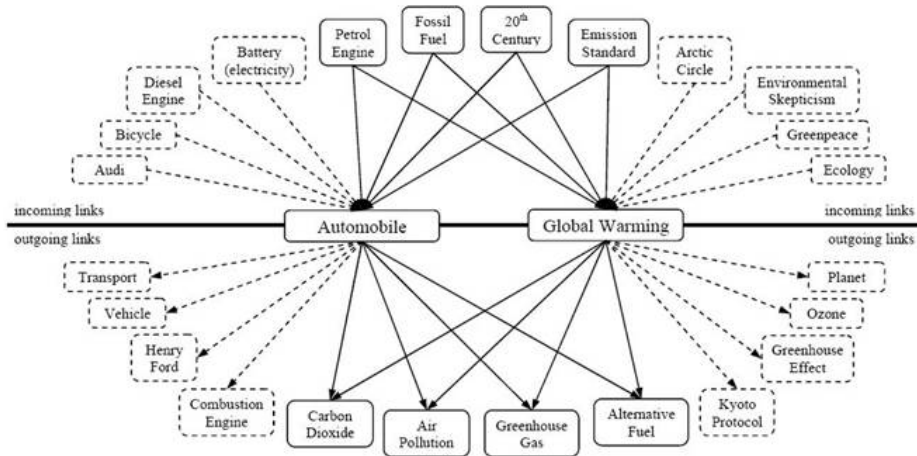 Petrol
Engine
Fossil
Fuel
20th
Century
Emission
Standard
Battery
(electricity)
Arctic
Circle
Diesel
Engine
Environmental
Skepticism
Bicycle
Greenpeace
Audi
Ecology
incoming links
incoming links
Automobile
Global Warming
outgoing links
outgoing links
Transport
Planet
Vehicle
Ozone
Henry
Ford
Greenhouse
Effect
Combustion
Engine
Carbon
Dioxide
Air
Pollution
Greenhouse
Gas
Alternative
Fuel
Kyoto
Protocol